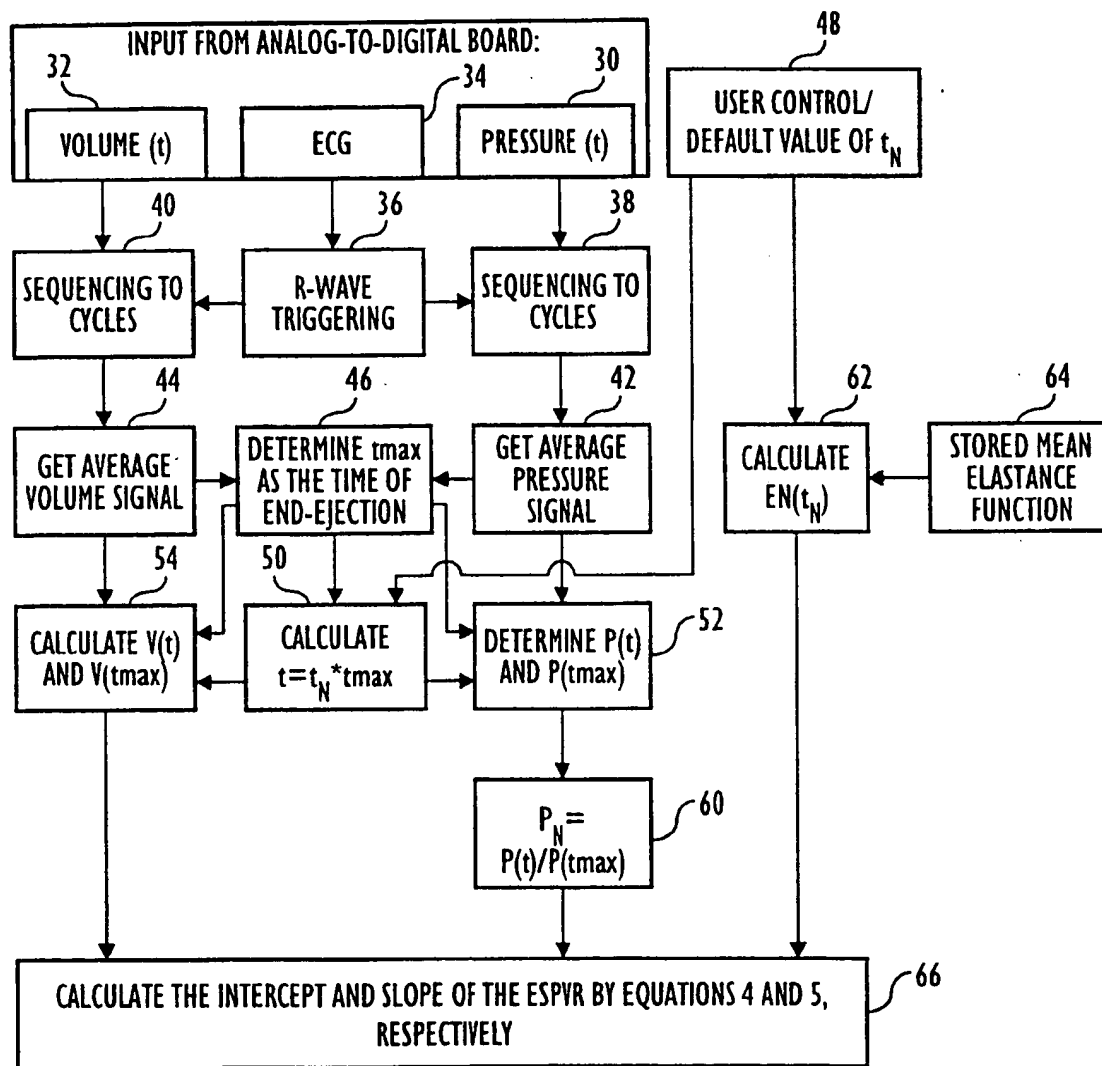 INPUT FROM ANALOG-TO-DIGITAL BOARD:
32
34
30
48
VOLUME (t)
ECG
PRESSURE (t)
USER CONTROL/
DEFAULT VALUE OF t_N
40
36
38
SEQUENCING TO
CYCLES
R-WAVE
TRIGGERING
SEQUENCING TO
CYCLES
44
46
42
62
64
GET AVERAGE
VOLUME SIGNAL
DETERMINE tmax
AS THE TIME OF
END-EJECTION
GET AVERAGE
PRESSURE
SIGNAL
CALCULATE
EN(t_N)
STORED MEAN
ELASTANCE
FUNCTION
54
50
52
CALCULATE V(t)
AND V(tmax)
CALCULATE
t=t_N*tmax
DETERMINE P(t)
AND P(tmax)
P_N=
P(t)/P(tmax)
60
CALCULATE THE INTERCEPT AND SLOPE OF THE ESPVR BY EQUATIONS 4 AND 5,
RESPECTIVELY
66